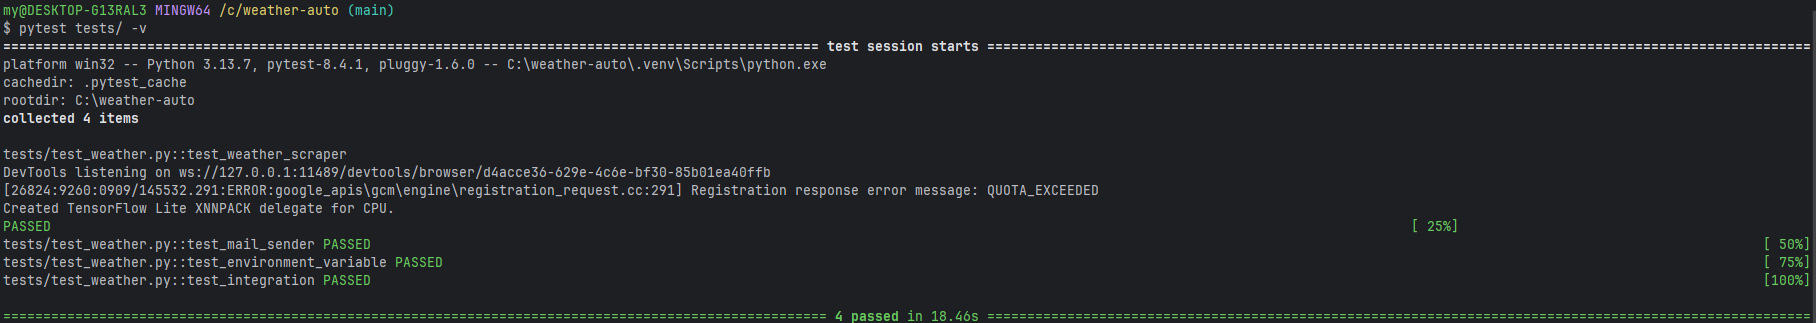 my@DESKTOP-G13RAL3 MINGW64 /c/weather-auto (main)
$ pytest tests/ -v
===================================================================================================== test session starts ======================================================================================================
platform win32 -- Python 3.13.7, pytest-8.4.1, pluggy-1.6.0 -- C:\weather-auto\.venv\Scripts\python.exe
cachedir: .pytest_cache
rootdir: C:\weather-auto
collected 4 items
tests/test_weather.py::test_weather_scraper
DevTools listening on ws://127.0.0.1:11489/devtools/browser/d4acce36-629e-4c6e-bf30-85b01ea40ffb
[26824:9260:0909/145532.291:ERROR:google_apis\gcm\engine\registration_request.cc:291] Registration response error message: QUOTA_EXCEEDED
Created TensorFlow Lite XNNPACK delegate for CPU.
PASSED [ 25%]
tests/test_weather.py::test_mail_sender PASSED [ 50%]
tests/test_weather.py::test_environment_variable PASSED [ 75%]
tests/test_weather.py::test_integration PASSED [100%]
====================================================================================================== 4 passed in 18.46s ======================================================================================================